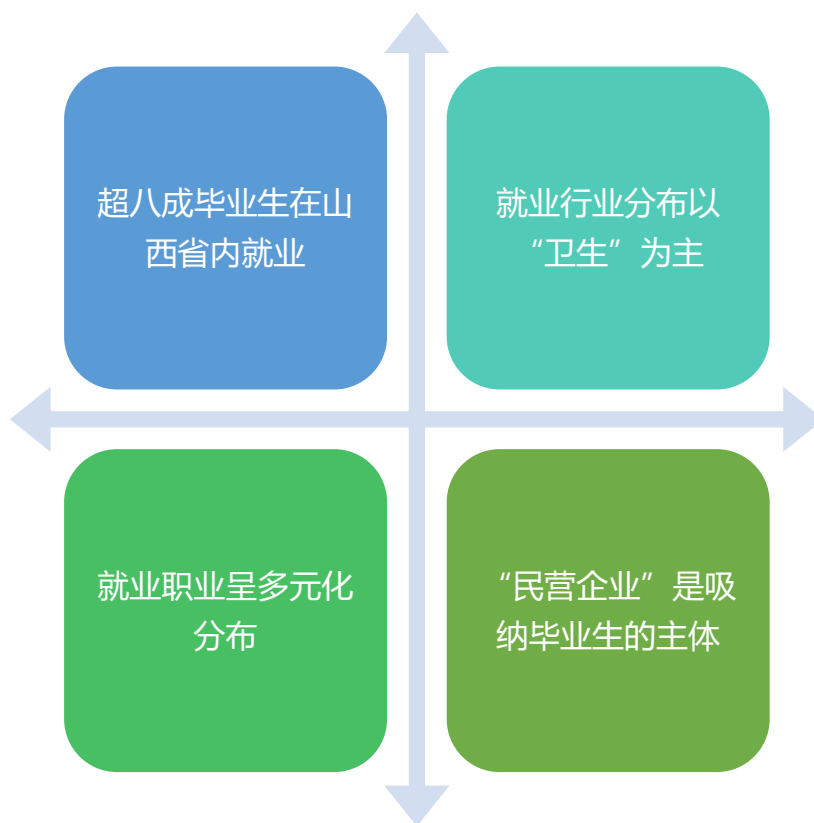 超八成毕业生在山
西省内就业
就业行业分布以
“卫生”为主
就业职业呈多元化
分布
“民营企业”是吸
纳毕业生的主体